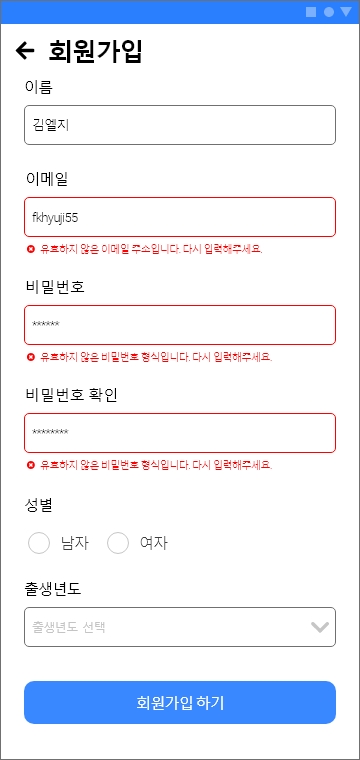 회원가입
이름
김엘지
이메일
fkhyuji55
유효하지 않은 이메일 주소입니다. 다시 입력해주세요.
비밀번호
******
유효하지 않은 비밀번호 형식입니다. 다시 입력해주세요.
비밀번호 확인
********
유효하지 않은 비밀번호 형식입니다. 다시 입력해주세요.
성별
남자 여자
출생년도
출생년도 선택
회원가입 하기